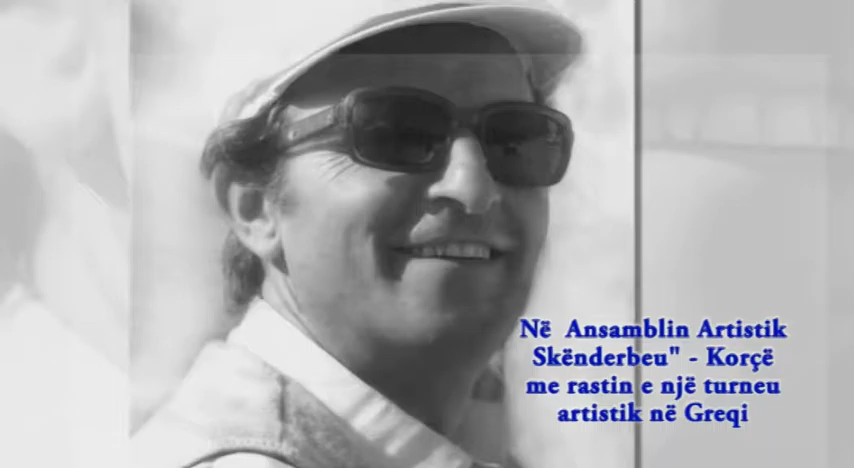 Në Ansamblin Artistik
Skënderbeu" - Korçë
me rastin e një turneu
artistik në Greqi